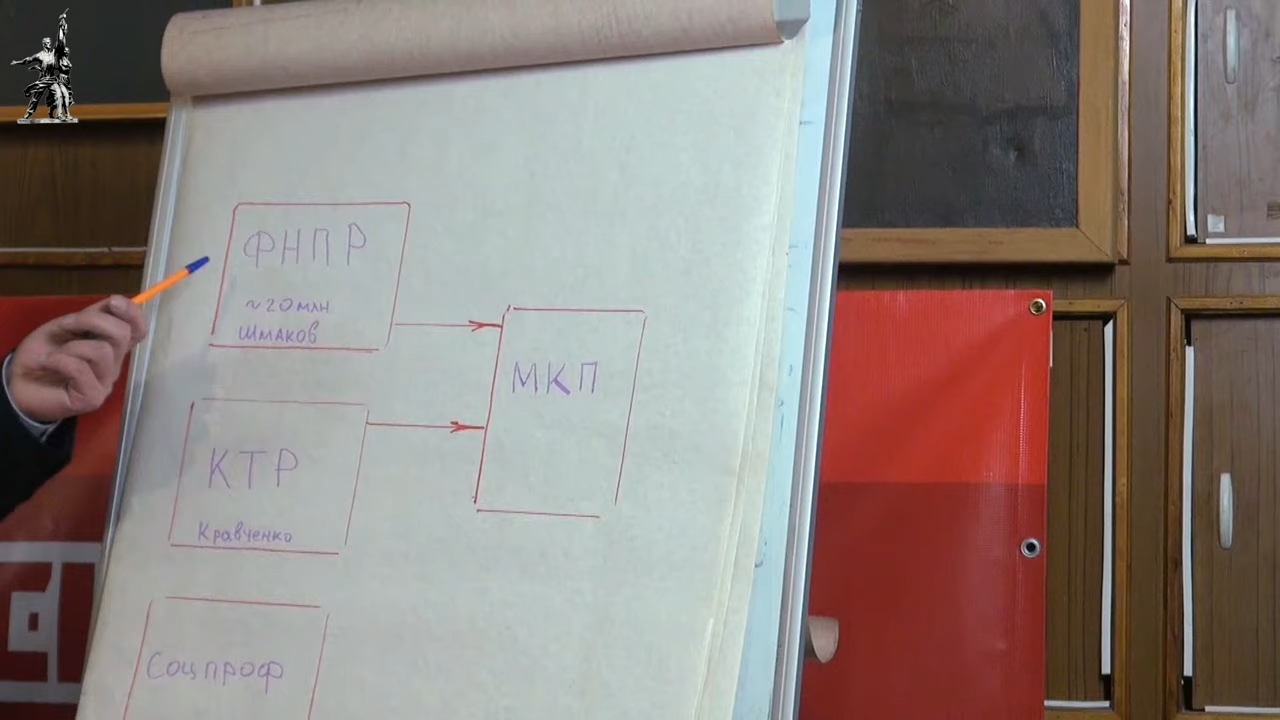 ФНПР
~20 млн
Шмаков
МКП
КТР
Кравченко
Соцпроф